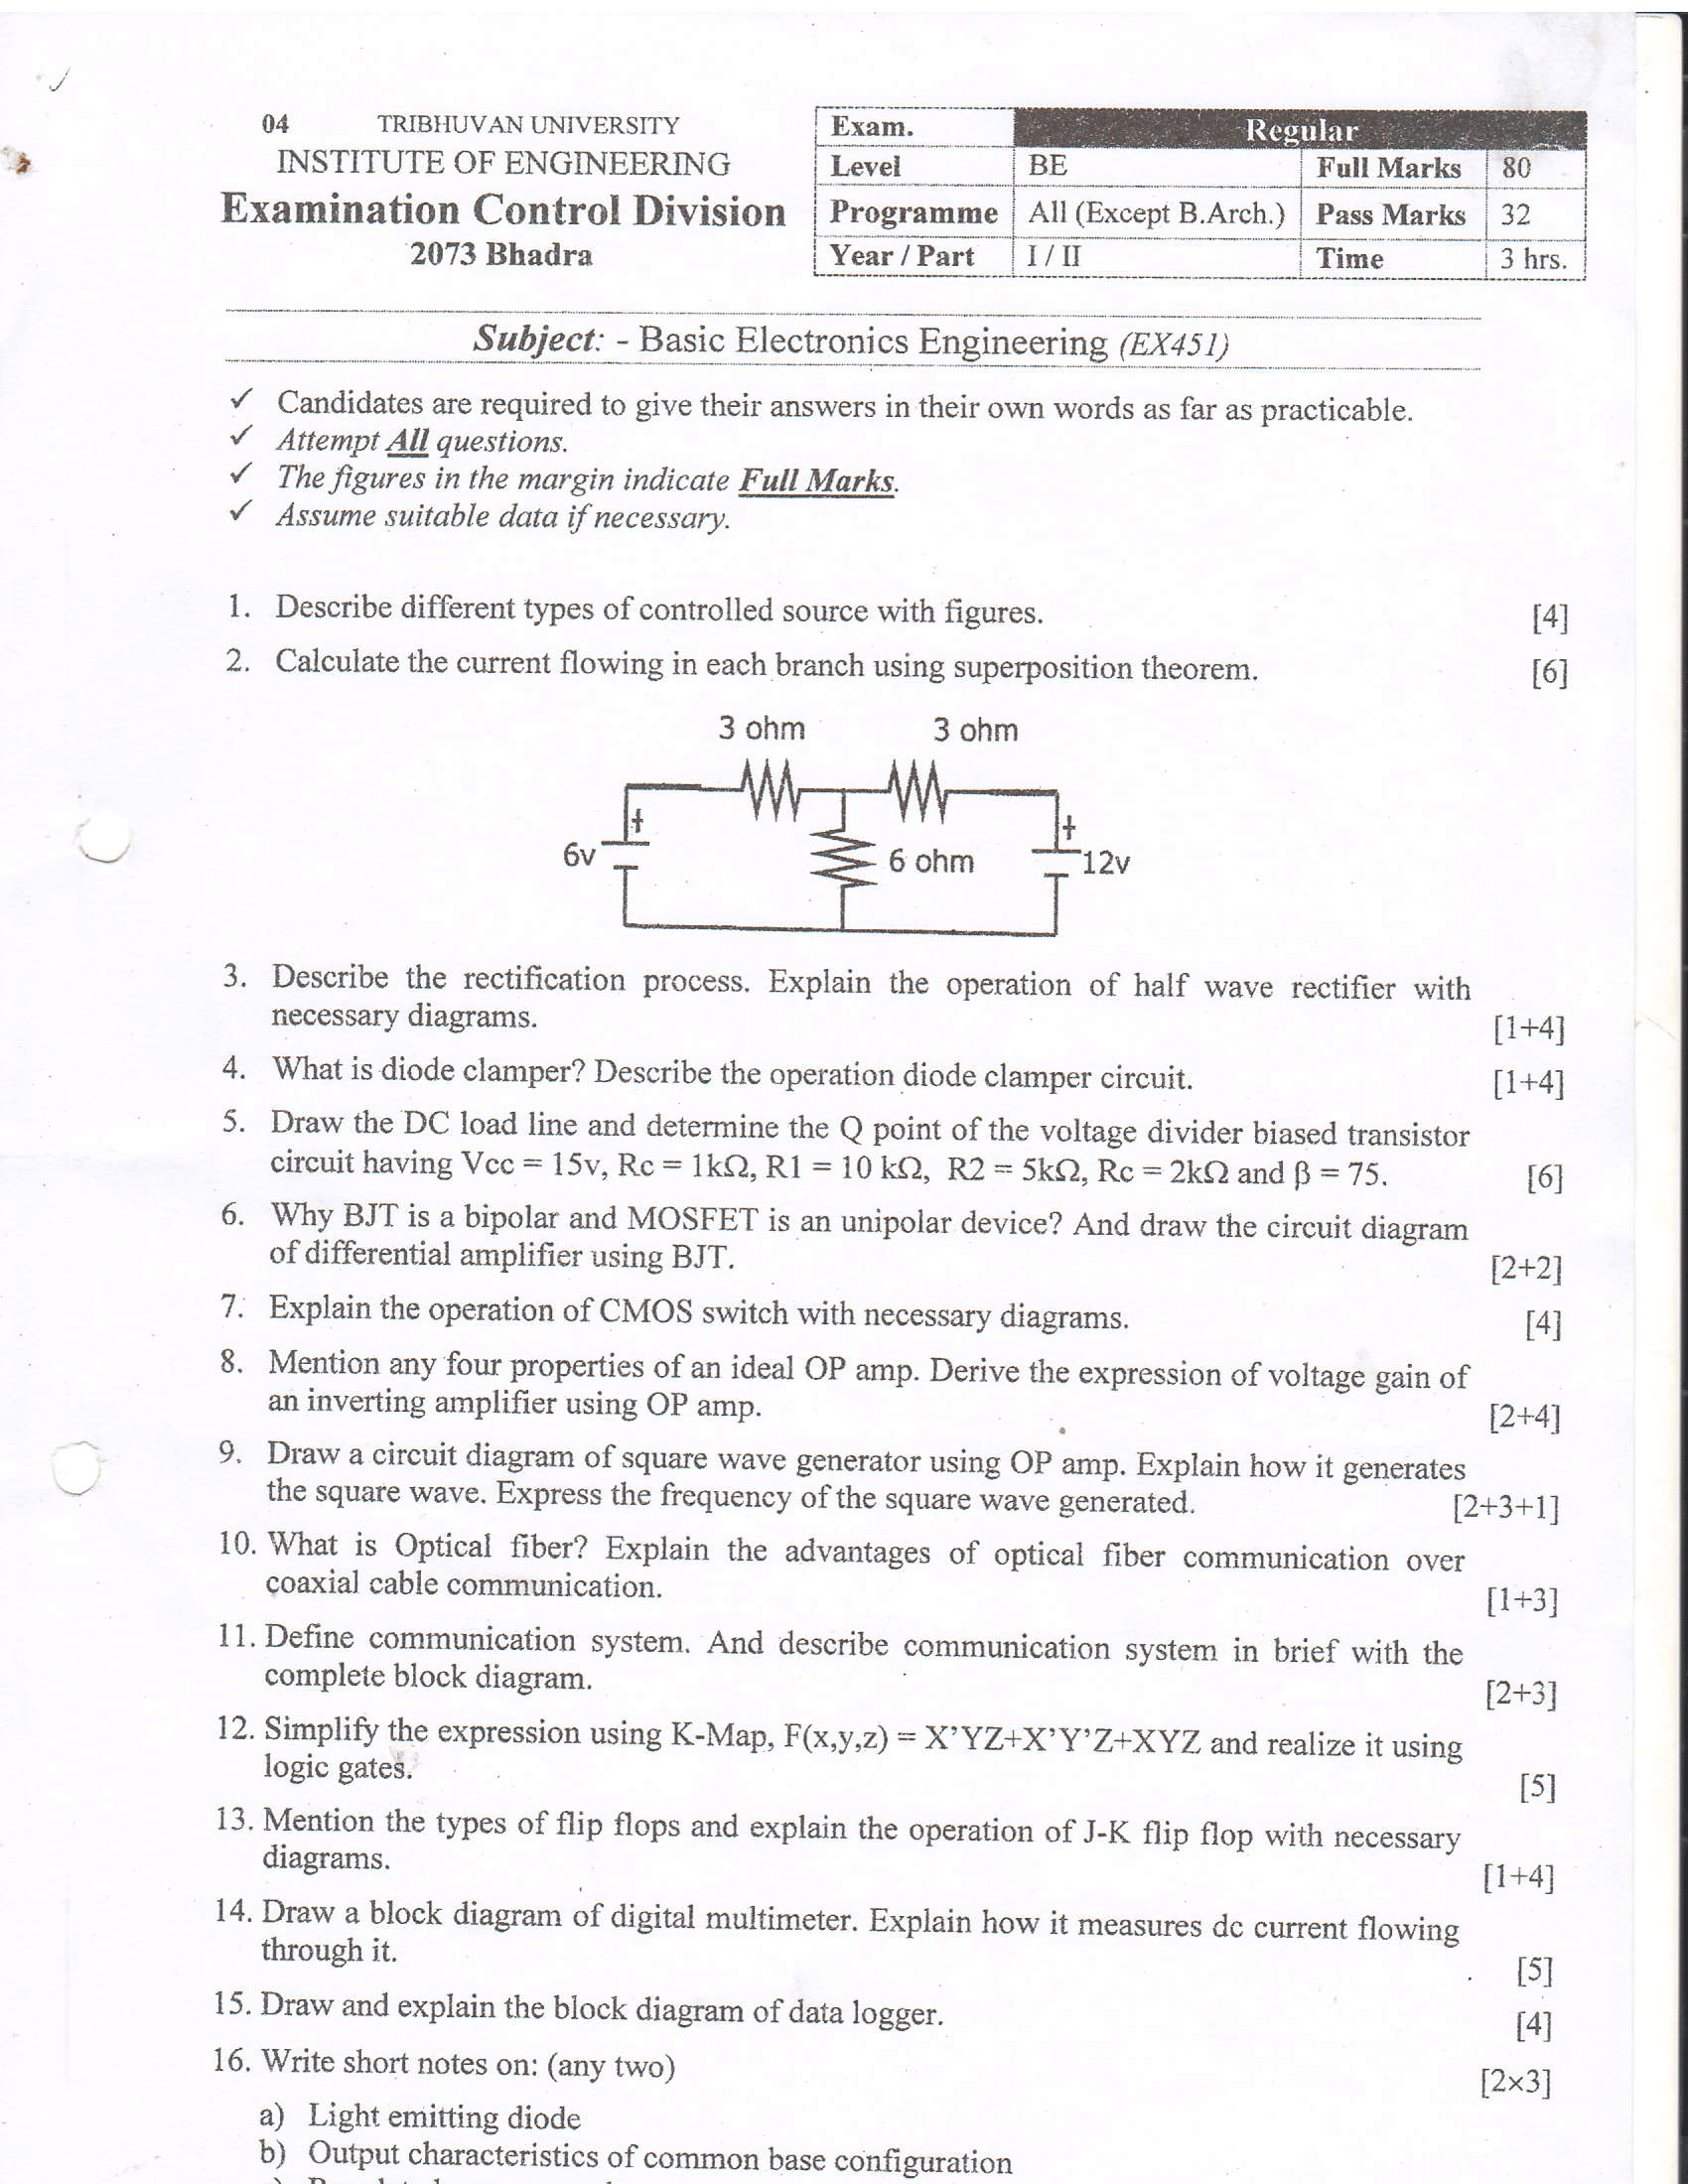 04 TRIBHUVAN UNIVERSITY
INSTITUTE OF ENGINEERING
Examination Control Division
2073 Bhadra
Exam. Regular
Level BE Full Marks 80
Programme All (Except B.Arch.) Pass Marks 32
Year / Part I / II Time 3 hrs.
Subject: - Basic Electronics Engineering (EX451)
✓ Candidates are required to give their answers in their own words as far as practicable.
✓ Attempt All questions.
✓ The figures in the margin indicate Full Marks.
✓ Assume suitable data if necessary.
1. Describe different types of controlled source with figures. [4]
2. Calculate the current flowing in each branch using superposition theorem. [6]
3 ohm 3 ohm
+ +
6v 6 ohm 12v
3. Describe the rectification process. Explain the operation of half wave rectifier with
necessary diagrams. [1+4]
4. What is diode clamper? Describe the operation diode clamper circuit. [1+4]
5. Draw the DC load line and determine the Q point of the voltage divider biased transistor
circuit having Vcc = 15v, Rc = 1kΩ, R1 = 10 kΩ, R2 = 5kΩ, Rc = 2kΩ and β = 75. [6]
6. Why BJT is a bipolar and MOSFET is an unipolar device? And draw the circuit diagram
of differential amplifier using BJT. [2+2]
7. Explain the operation of CMOS switch with necessary diagrams. [4]
8. Mention any four properties of an ideal OP amp. Derive the expression of voltage gain of
an inverting amplifier using OP amp. [2+4]
9. Draw a circuit diagram of square wave generator using OP amp. Explain how it generates
the square wave. Express the frequency of the square wave generated. [2+3+1]
10. What is Optical fiber? Explain the advantages of optical fiber communication over
coaxial cable communication. [1+3]
11. Define communication system. And describe communication system in brief with the
complete block diagram. [2+3]
12. Simplify the expression using K-Map, F(x,y,z) = X’YZ+X’Y’Z+XYZ and realize it using
logic gates. [5]
13. Mention the types of flip flops and explain the operation of J-K flip flop with necessary
diagrams. [1+4]
14. Draw a block diagram of digital multimeter. Explain how it measures dc current flowing
through it. [5]
15. Draw and explain the block diagram of data logger. [4]
16. Write short notes on: (any two) [2×3]
a) Light emitting diode
b) Output characteristics of common base configuration